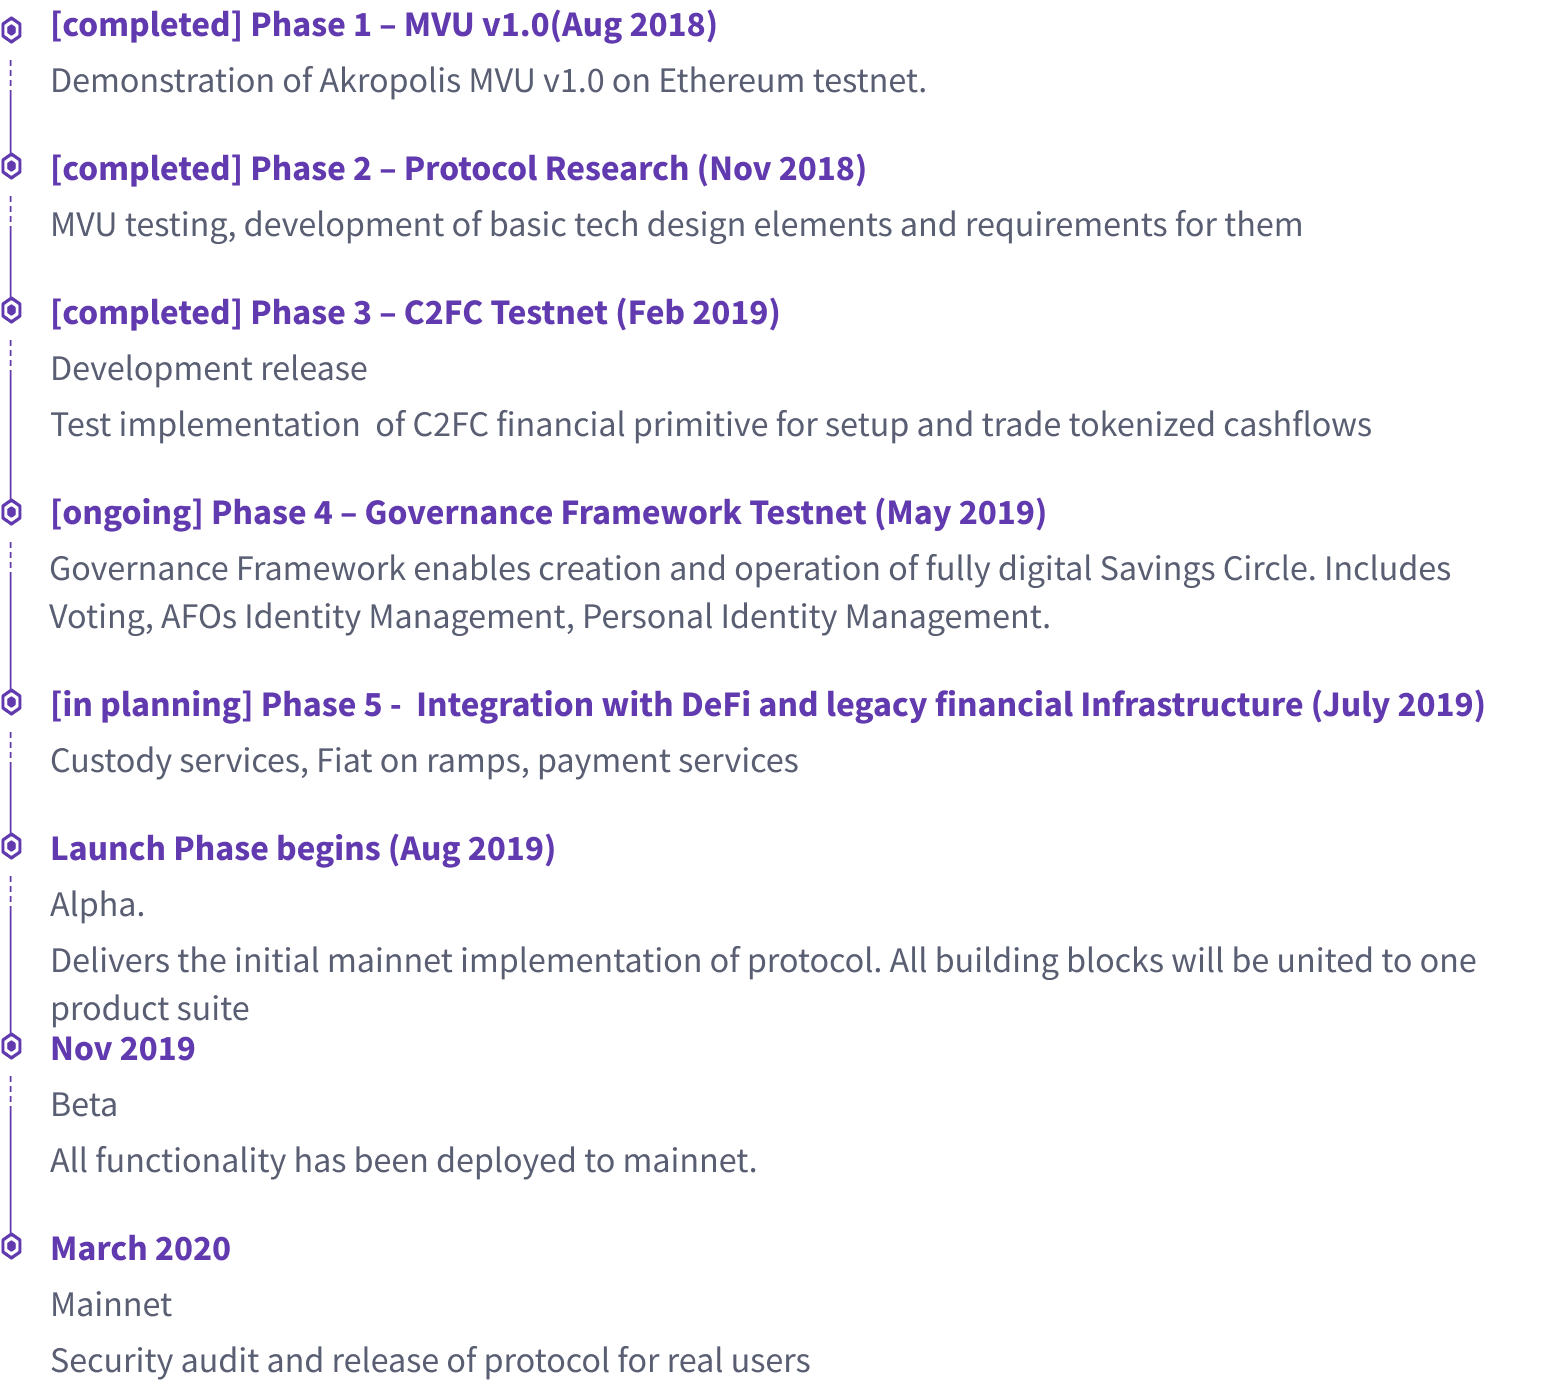 [completed] Phase 1 – MVU v1.0(Aug 2018)
Demonstration of Akropolis MVU v1.0 on Ethereum testnet.
[completed] Phase 2 – Protocol Research (Nov 2018)
MVU testing, development of basic tech design elements and requirements for them
[completed] Phase 3 – C2FC Testnet (Feb 2019)
Development release
Test implementation  of C2FC financial primitive for setup and trade tokenized cashflows
[ongoing] Phase 4 – Governance Framework Testnet (May 2019)
Governance Framework enables creation and operation of fully digital Savings Circle. Includes
Voting, AFOs Identity Management, Personal Identity Management.
[in planning] Phase 5 -  Integration with DeFi and legacy financial Infrastructure (July 2019)
Custody services, Fiat on ramps, payment services
Launch Phase begins (Aug 2019)
Alpha.
Delivers the initial mainnet implementation of protocol. All building blocks will be united to one
product suite
Nov 2019
Beta
All functionality has been deployed to mainnet.
March 2020
Mainnet
Security audit and release of protocol for real users